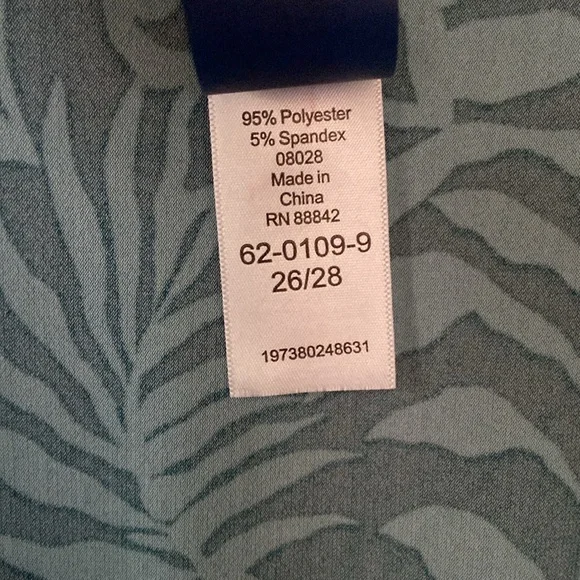 95% Polyester
5% Spandex
08028
Made in
China
RN 88842
62-0109-9
26/28
197380248631